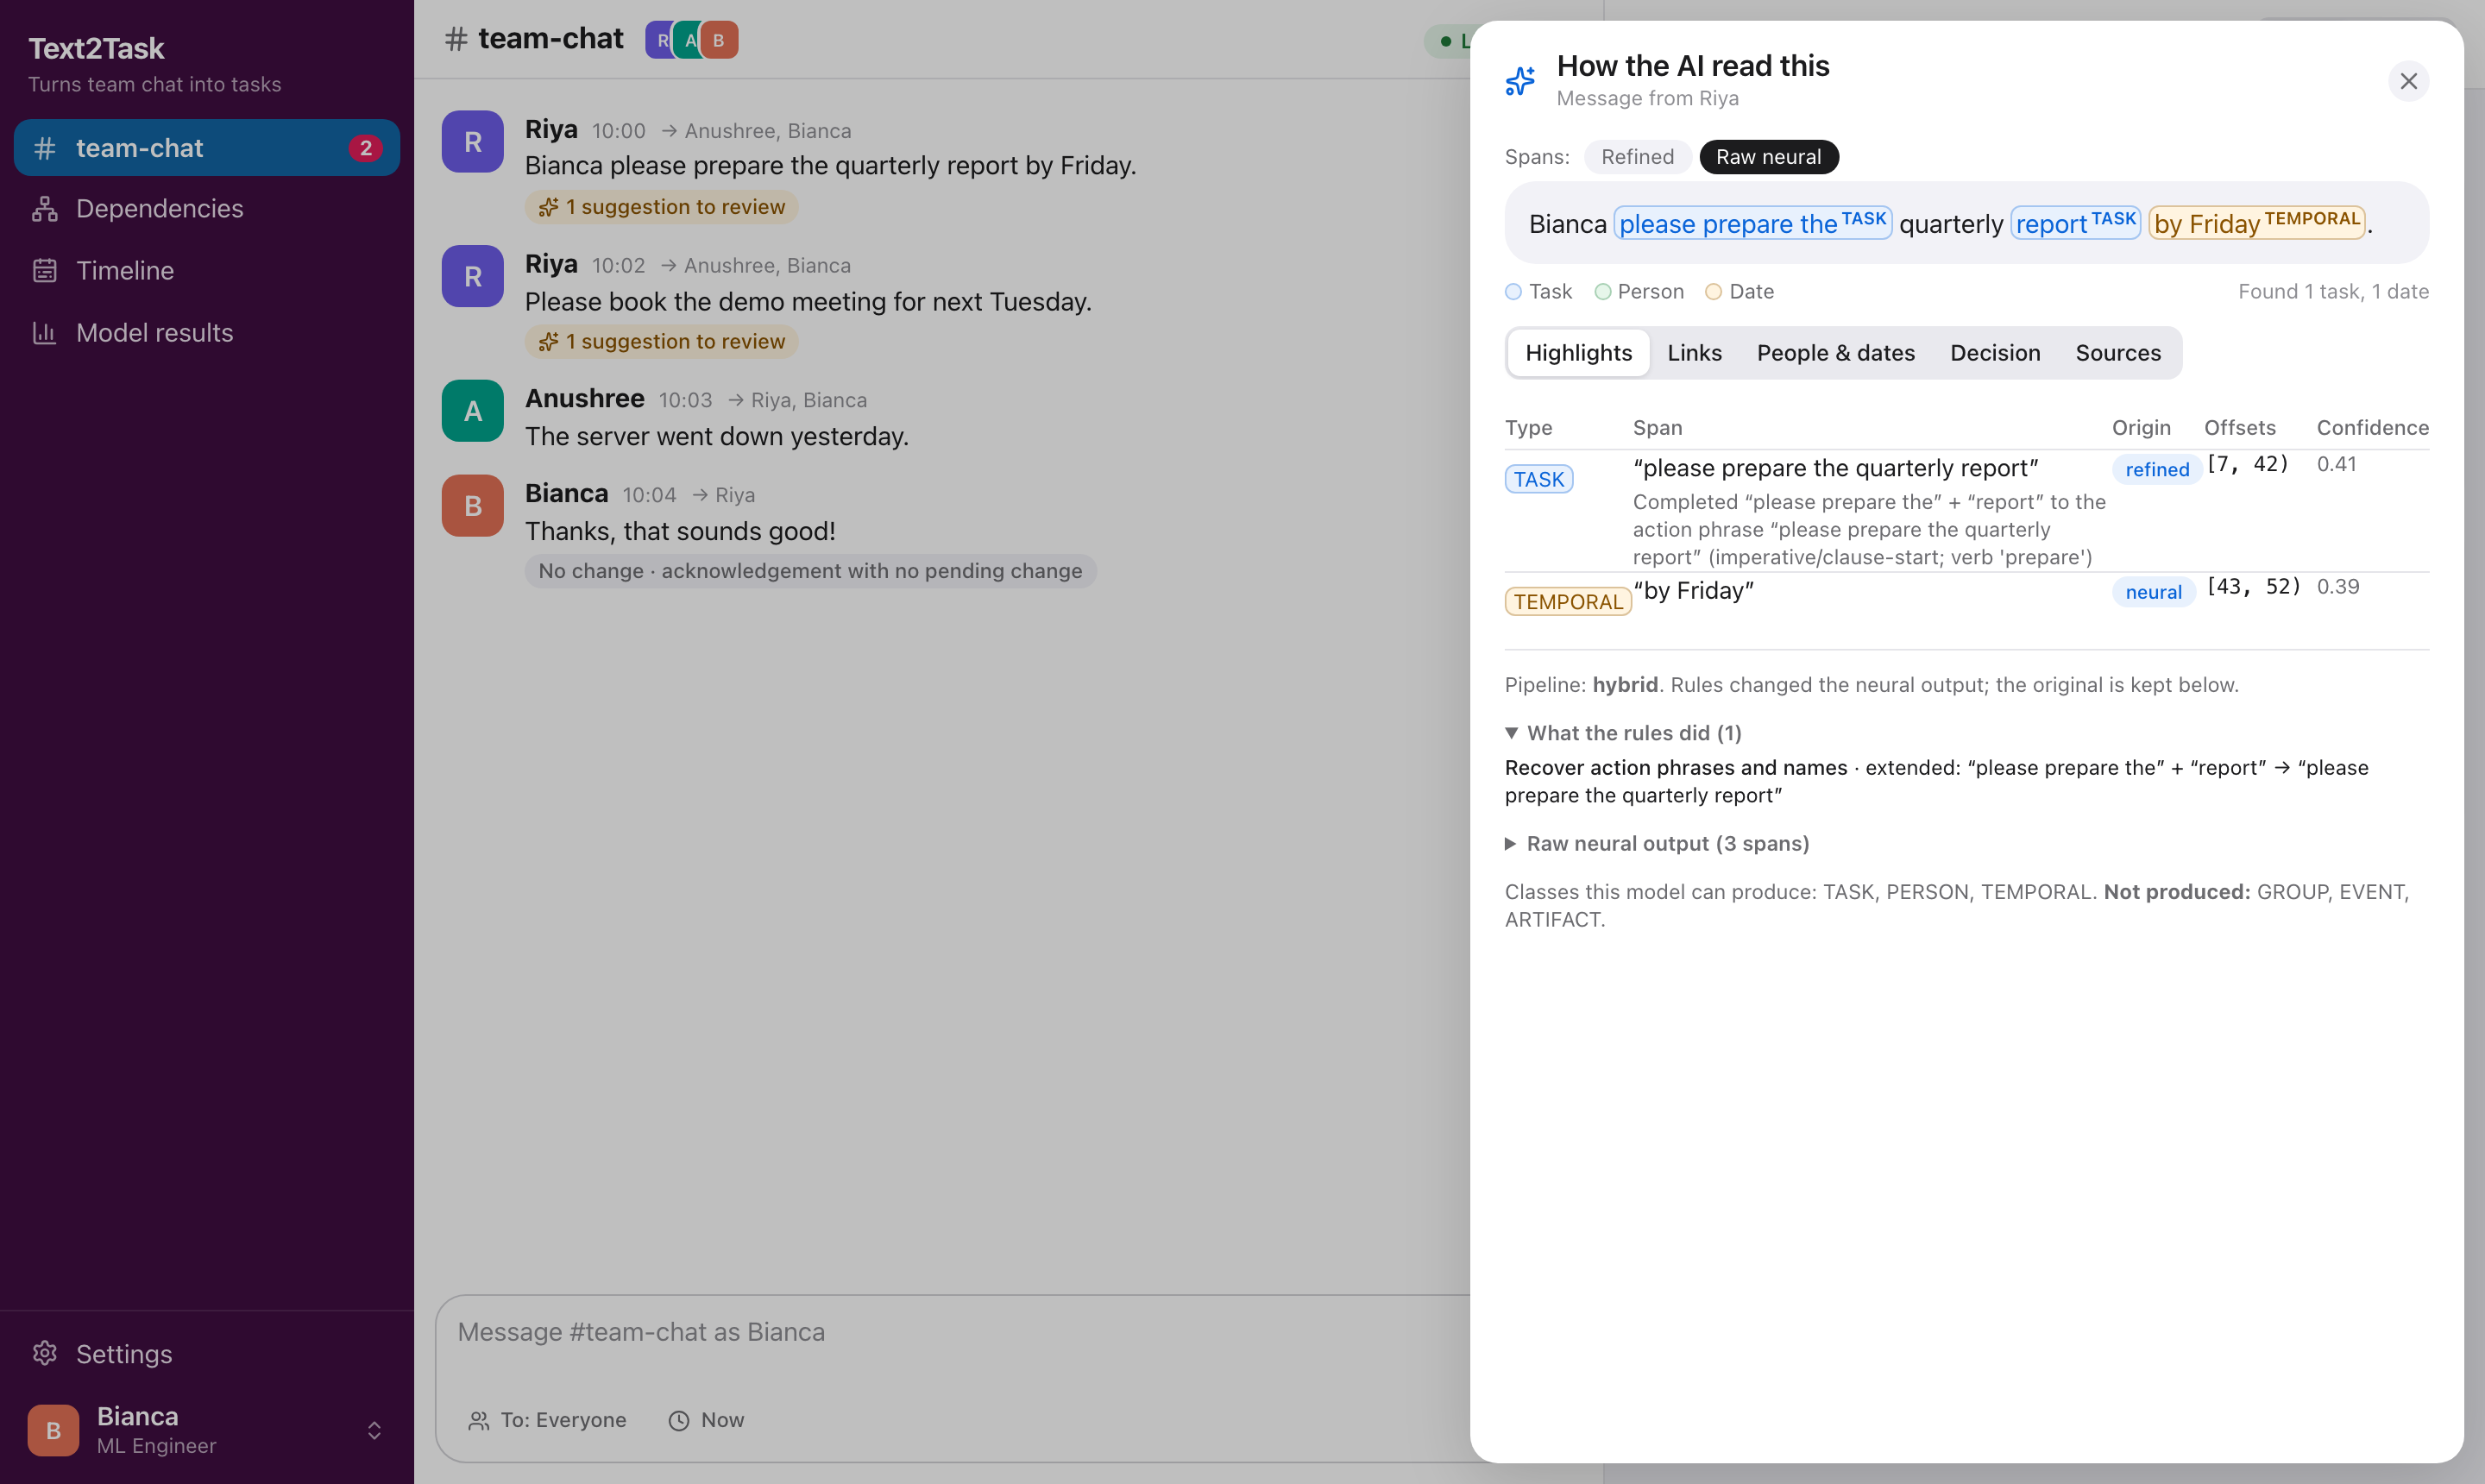 Text2Task
Turns team chat into tasks
# team-chat 2
Dependencies
Timeline
Model results
Settings
B
Bianca
ML Engineer
# team-chat R A B
R
Riya 10:00 → Anushree, Bianca
Bianca please prepare the quarterly report by Friday.
1 suggestion to review
R
Riya 10:02 → Anushree, Bianca
Please book the demo meeting for next Tuesday.
1 suggestion to review
A
Anushree 10:03 → Riya, Bianca
The server went down yesterday.
B
Bianca 10:04 → Riya
Thanks, that sounds good!
No change · acknowledgement with no pending change
Message #team-chat as Bianca
To: Everyone Now
How the AI read this
Message from Riya
Spans: Refined Raw neural
Bianca please prepare the TASK quarterly report TASK by Friday TEMPORAL.
Task Person Date Found 1 task, 1 date
Highlights Links People & dates Decision Sources
Type Span Origin Offsets Confidence
TASK “please prepare the quarterly report” refined [7, 42) 0.41
Completed “please prepare the” + “report” to the
action phrase “please prepare the quarterly
report” (imperative/clause-start; verb 'prepare')
TEMPORAL “by Friday” neural [43, 52) 0.39
Pipeline: hybrid. Rules changed the neural output; the original is kept below.
▼ What the rules did (1)
Recover action phrases and names · extended: “please prepare the” + “report” → “please
prepare the quarterly report”
▶ Raw neural output (3 spans)
Classes this model can produce: TASK, PERSON, TEMPORAL. Not produced: GROUP, EVENT,
ARTIFACT.